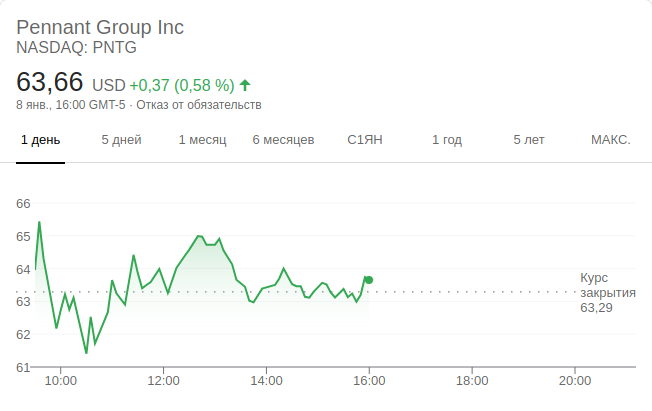 Pennant Group Inc
NASDAQ: PNTG
63,66 USD +0,37 (0,58 %)
8 янв., 16:00 GMT-5 · Отказ от обязательств
1 день 5 дней 1 месяц 6 месяцев С1ЯН 1 год 5 лет МАКС.
66
65
64
63
62
61
Курс
закрытия
63,29
10:00 12:00 14:00 16:00 18:00 20:00